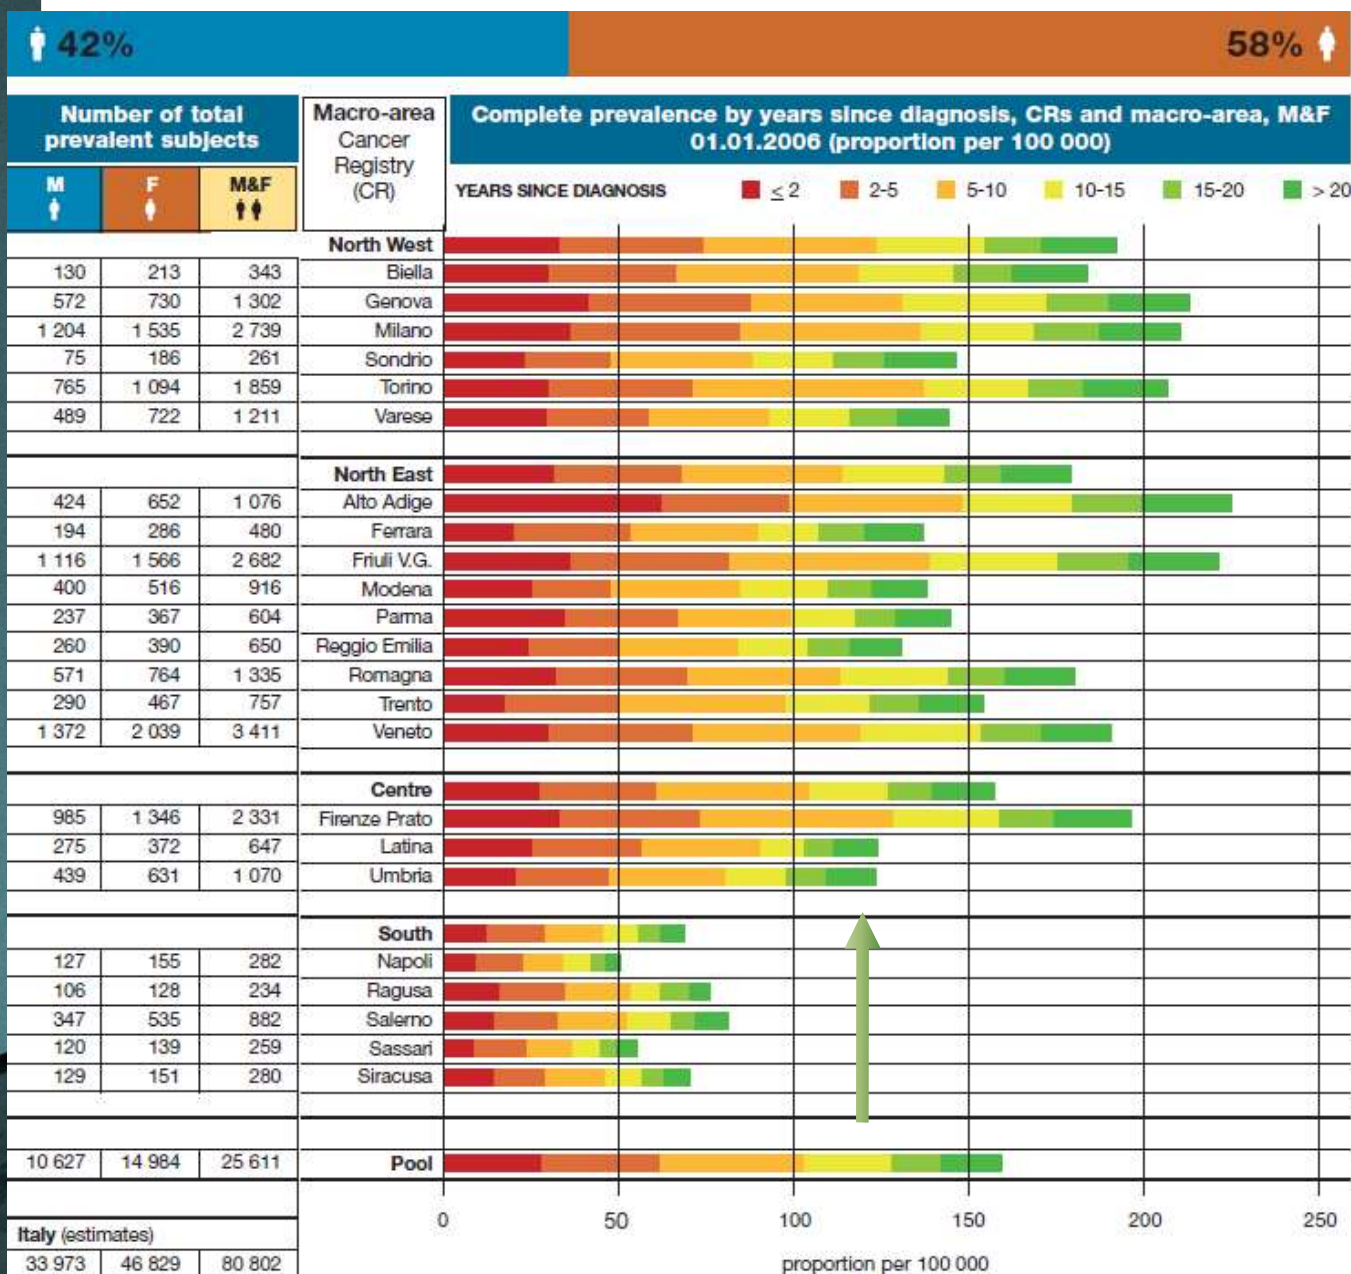 42% 58%
Number of total
prevalent subjects
Macro-area
Cancer
Registry
(CR)
Complete prevalence by years since diagnosis, CRs and macro-area, M&F
01.01.2006 (proportion per 100 000)
M F M&F
YEARS SINCE DIAGNOSIS ≤ 2 2-5 5-10 10-15 15-20 > 20
North West
130 213 343 Biella
572 730 1 302 Genova
1 204 1 535 2 739 Milano
75 186 261 Sondrio
765 1 094 1 859 Torino
489 722 1 211 Varese
North East
424 652 1 076 Alto Adige
194 286 480 Ferrara
1 116 1 566 2 682 Friuli V.G.
400 516 916 Modena
237 367 604 Parma
260 390 650 Reggio Emilia
571 764 1 335 Romagna
290 467 757 Trento
1 372 2 039 3 411 Veneto
Centre
985 1 346 2 331 Firenze Prato
275 372 647 Latina
439 631 1 070 Umbria
South
127 155 282 Napoli
106 128 234 Ragusa
347 535 882 Salerno
120 139 259 Sassari
129 151 280 Siracusa
10 627 14 984 25 611 Pool
0 50 100 150 200 250
Italy (estimates)
33 973 46 829 80 802 proportion per 100 000